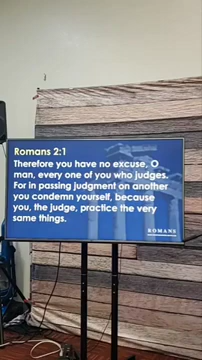 Romans 2:1
Therefore you have no excuse, O
man, every one of you who judges.
For in passing judgment on another
you condemn yourself, because
you, the judge, practice the very
same things.
ROMANS